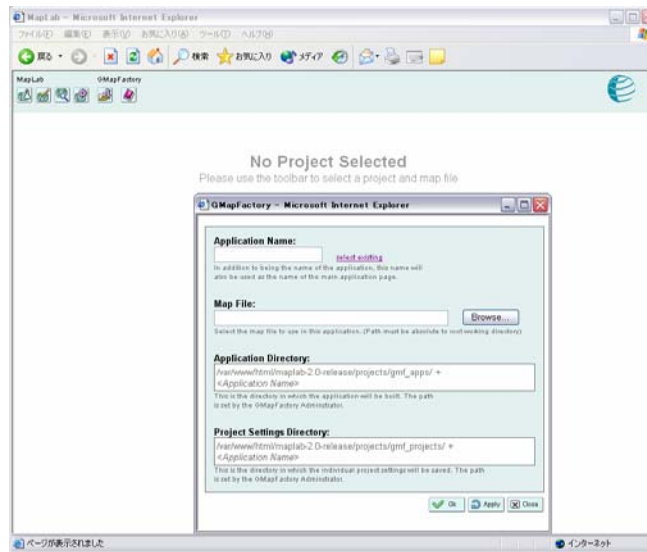 MapLab - Microsoft Internet Explorer
ファイル(F) 編集(E) 表示(V) お気に入り(A) ツール(T) ヘルプ(H)
戻る 検索 お気に入り メディア
MapLab GMapFactory
No Project Selected
Please use the toolbar to select a project and map file
GMapFactory - Microsoft Internet Explorer
Application Name:
select existing
In addition to being the name of the application, this name will
also be used as the name of the main application page.
Map File:
Browse...
Select the map file to use in this application. (Path must be absolute to root working directory)
Application Directory:
/var/www/html/maplab-2.0-release/projects/gmf_apps/ +
<Application Name>
This is the directory in which the application will be built. The path
is set by the GMapFactory Administrator.
Project Settings Directory:
/var/www/html/maplab-2.0-release/projects/gmf_projects/ +
<Application Name>
This is the directory in which the individual project settings will be saved. The path
is set by the GMapFactory Administrator.
Ok Apply Close
ページが表示されました インターネット